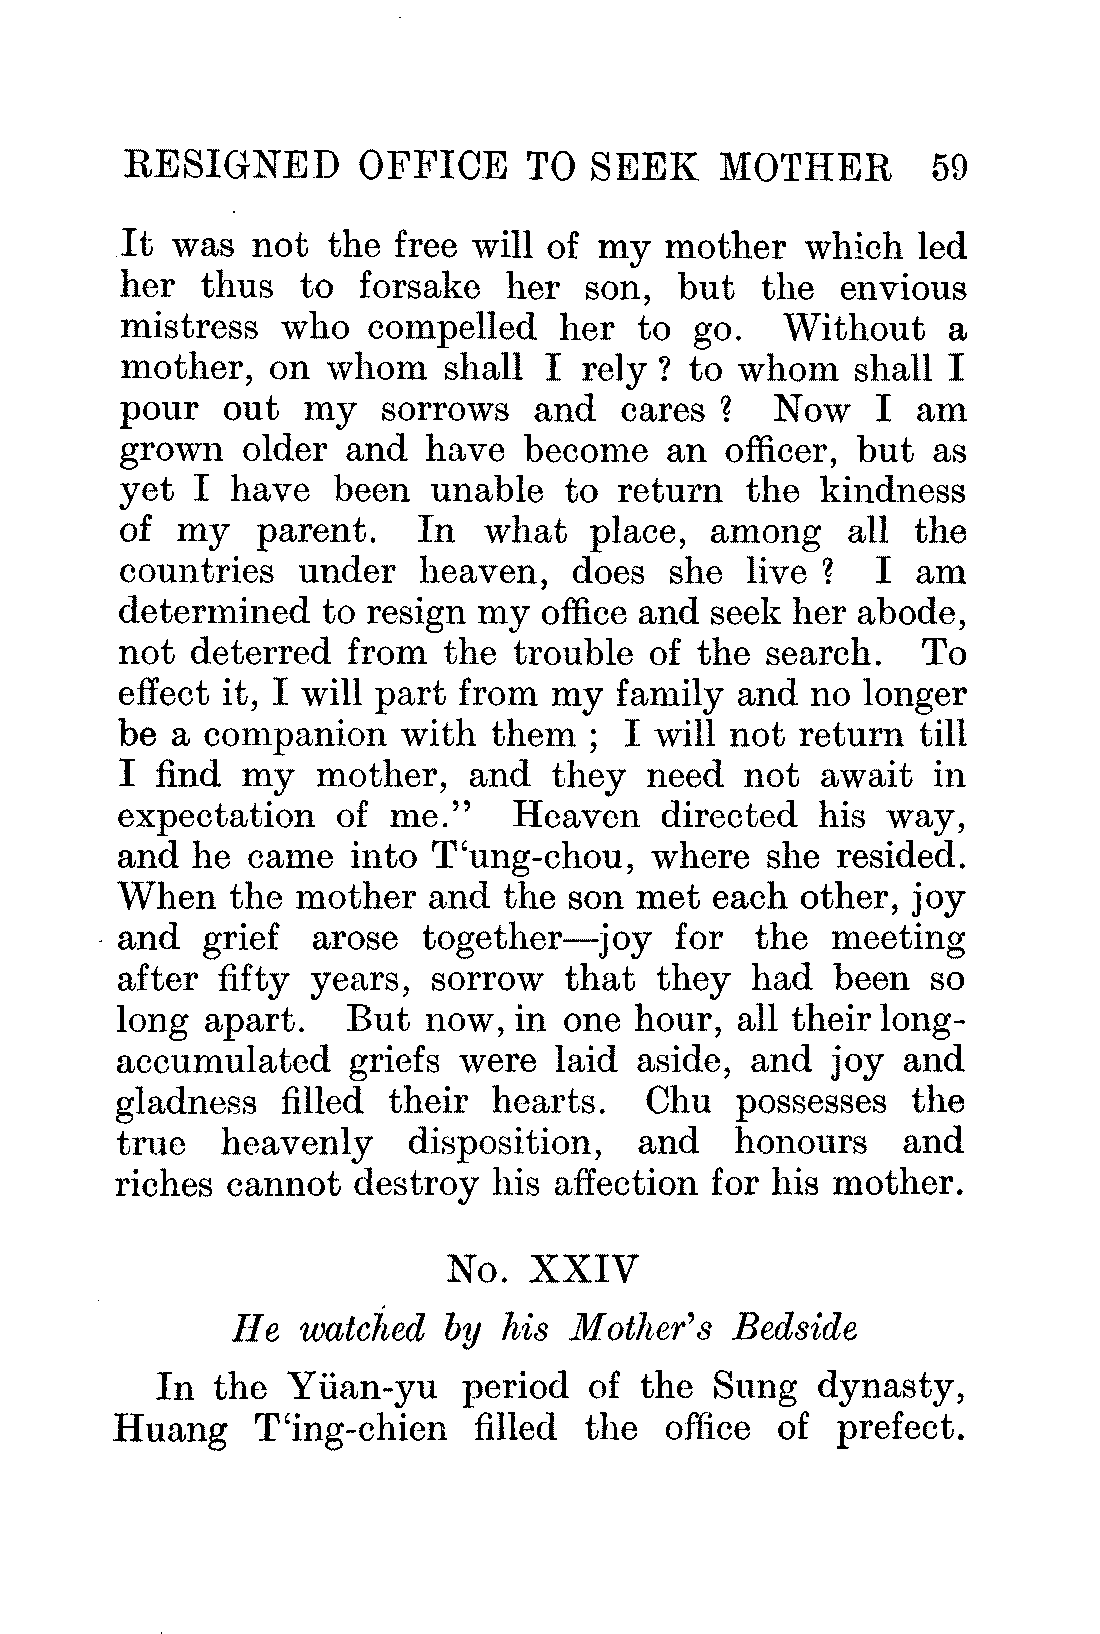 RESIGNED OFFICE TO SEEK MOTHER 59
It was not the free will of my mother which led
her thus to forsake her son, but the envious
mistress who compelled her to go. Without a
mother, on whom shall I rely ? to whom shall I
pour out my sorrows and cares ? Now I am
grown older and have become an officer, but as
yet I have been unable to return the kindness
of my parent. In what place, among all the
countries under heaven, does she live ? I am
determined to resign my office and seek her abode,
not deterred from the trouble of the search. To
effect it, I will part from my family and no longer
be a companion with them ; I will not return till
I find my mother, and they need not await in
expectation of me.” Heaven directed his way,
and he came into T‘ung-chou, where she resided.
When the mother and the son met each other, joy
and grief arose together—joy for the meeting
after fifty years, sorrow that they had been so
long apart. But now, in one hour, all their long-
accumulated griefs were laid aside, and joy and
gladness filled their hearts. Chu possesses the
true heavenly disposition, and honours and
riches cannot destroy his affection for his mother.
No. XXIV
He watched by his Mother's Bedside
In the Yüan-yu period of the Sung dynasty,
Huang T‘ing-chien filled the office of prefect.